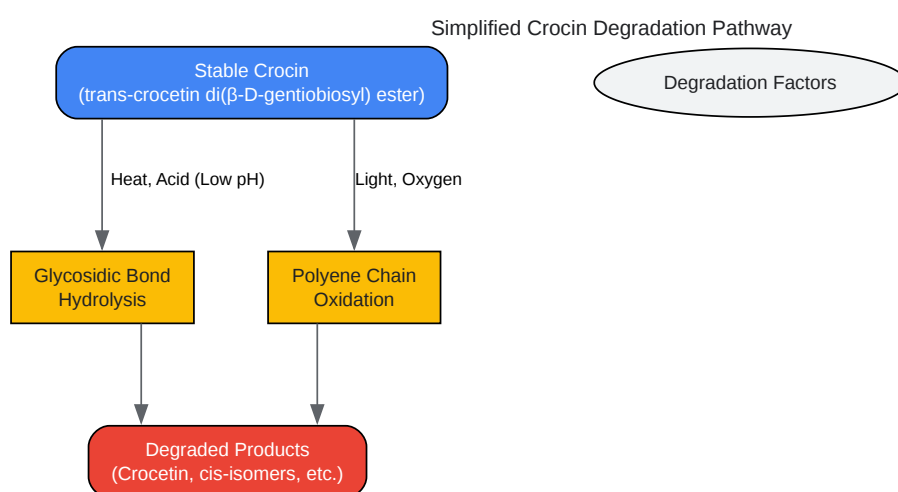 Simplified Crocin Degradation Pathway
Stable Crocin
(trans-crocetin di(β-D-gentiobiosyl) ester)
Degradation Factors
Heat, Acid (Low pH)
Light, Oxygen
Glycosidic Bond
Hydrolysis
Polyene Chain
Oxidation
Degraded Products
(Crocetin, cis-isomers, etc.)